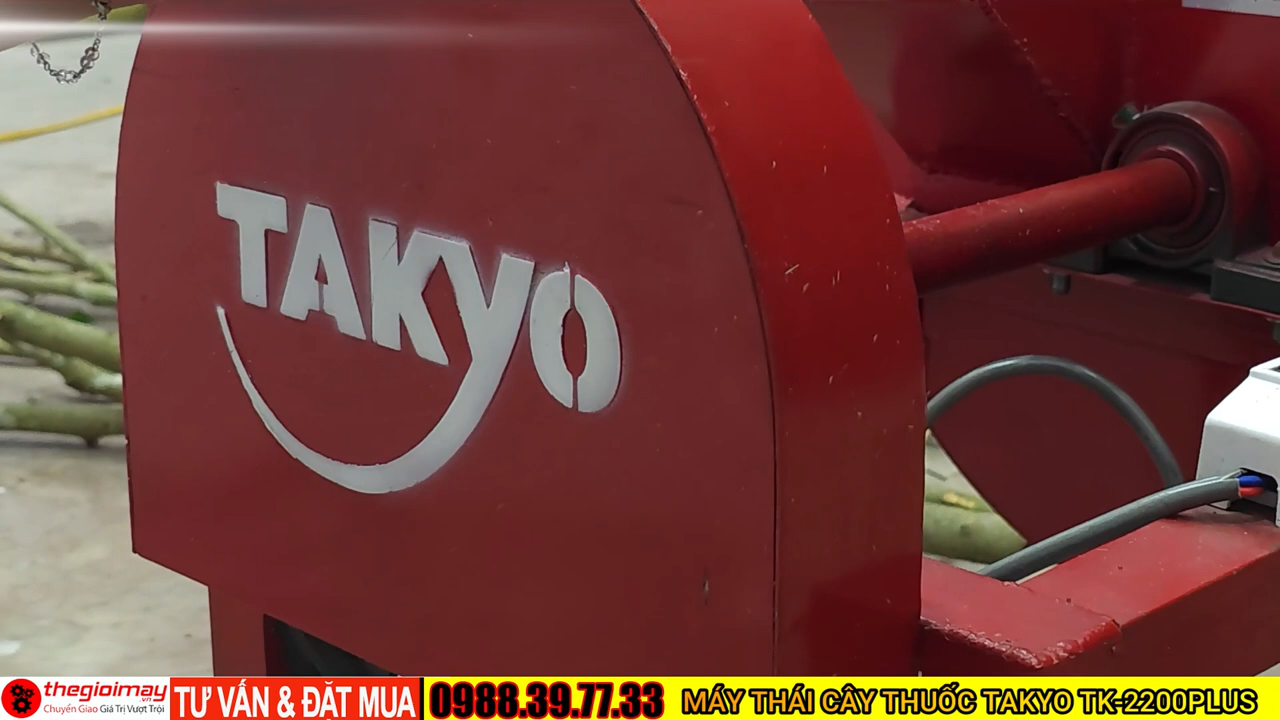 TAKYO
thegioimay
.vn
Chuyển Giao Giá Trị Vượt Trội
TƯ VẤN & ĐẶT MUA
0988.39.77.33
MÁY THÁI CÂY THUỐC TAKYO TK-2200PLUS